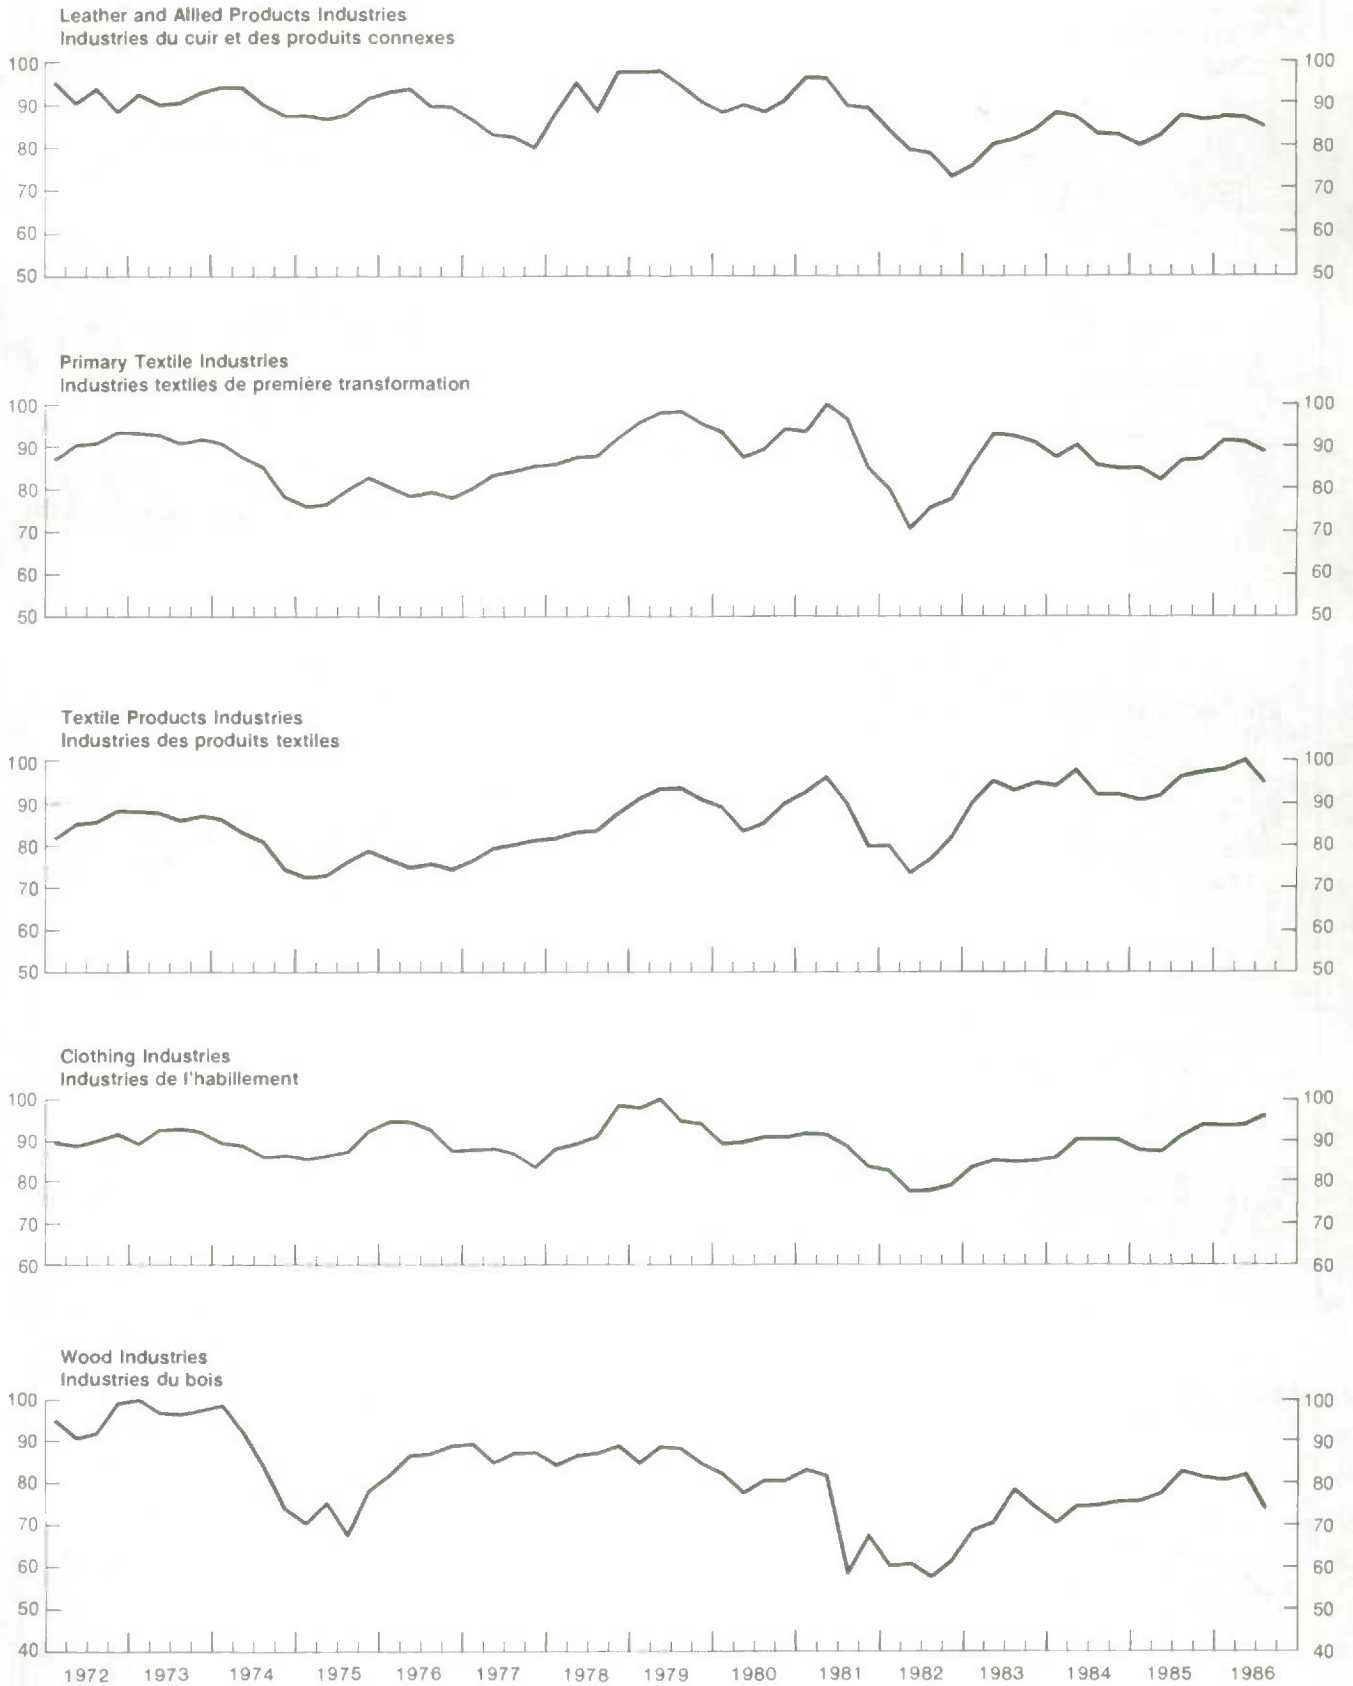 Leather and Allied Products Industries
Industries du cuir et des produits connexes
100 100
90 90
80 80
70 70
60 60
50 50
Primary Textile Industries
Industries textiles de première transformation
100 100
90 90
80 80
70 70
60 60
50 50
Textile Products Industries
Industries des produits textiles
100 100
90 90
80 80
70 70
60 60
50 50
Clothing Industries
Industries de l'habillement
100 100
90 90
80 80
70 70
60 60
Wood Industries
Industries du bois
100 100
90 90
80 80
70 70
60 60
50 50
40 40
1972 1973 1974 1975 1976 1977 1978 1979 1980 1981 1982 1983 1984 1985 1986